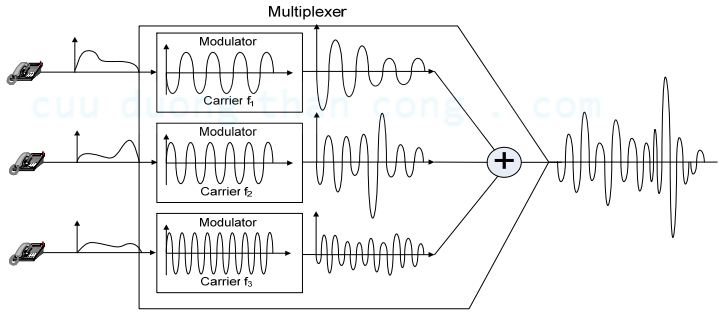 Multiplexer
Modulator
Carrier f₁
cuu duong than cong . com
Modulator
Carrier f₂
Modulator
Carrier f₃
+